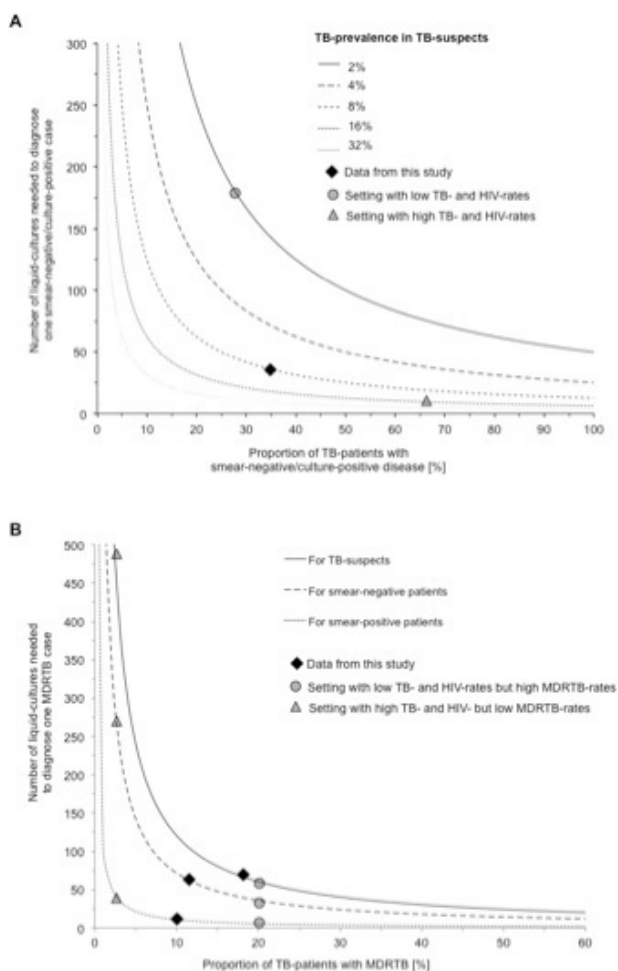 A
TB-prevalence in TB-suspects
2%
4%
8%
16%
32%
Data from this study
Setting with low TB- and HIV-rates
Setting with high TB- and HIV-rates
Number of liquid-cultures needed to diagnose
one smear-negative/culture-positive case
300
250
200
150
100
50
0
0 10 20 30 40 50 60 70 80 90 100
Proportion of TB-patients with
smear-negative/culture-positive disease [%]
B
For TB-suspects
For smear-negative patients
For smear-positive patients
Data from this study
Setting with low TB- and HIV-rates but high MDRTB-rates
Setting with high TB- and HIV- but low MDRTB-rates
Number of liquid-cultures needed
to diagnose one MDRTB case
500
450
400
350
300
250
200
150
100
50
0
0 10 20 30 40 50 60
Proportion of TB-patients with MDRTB [%]